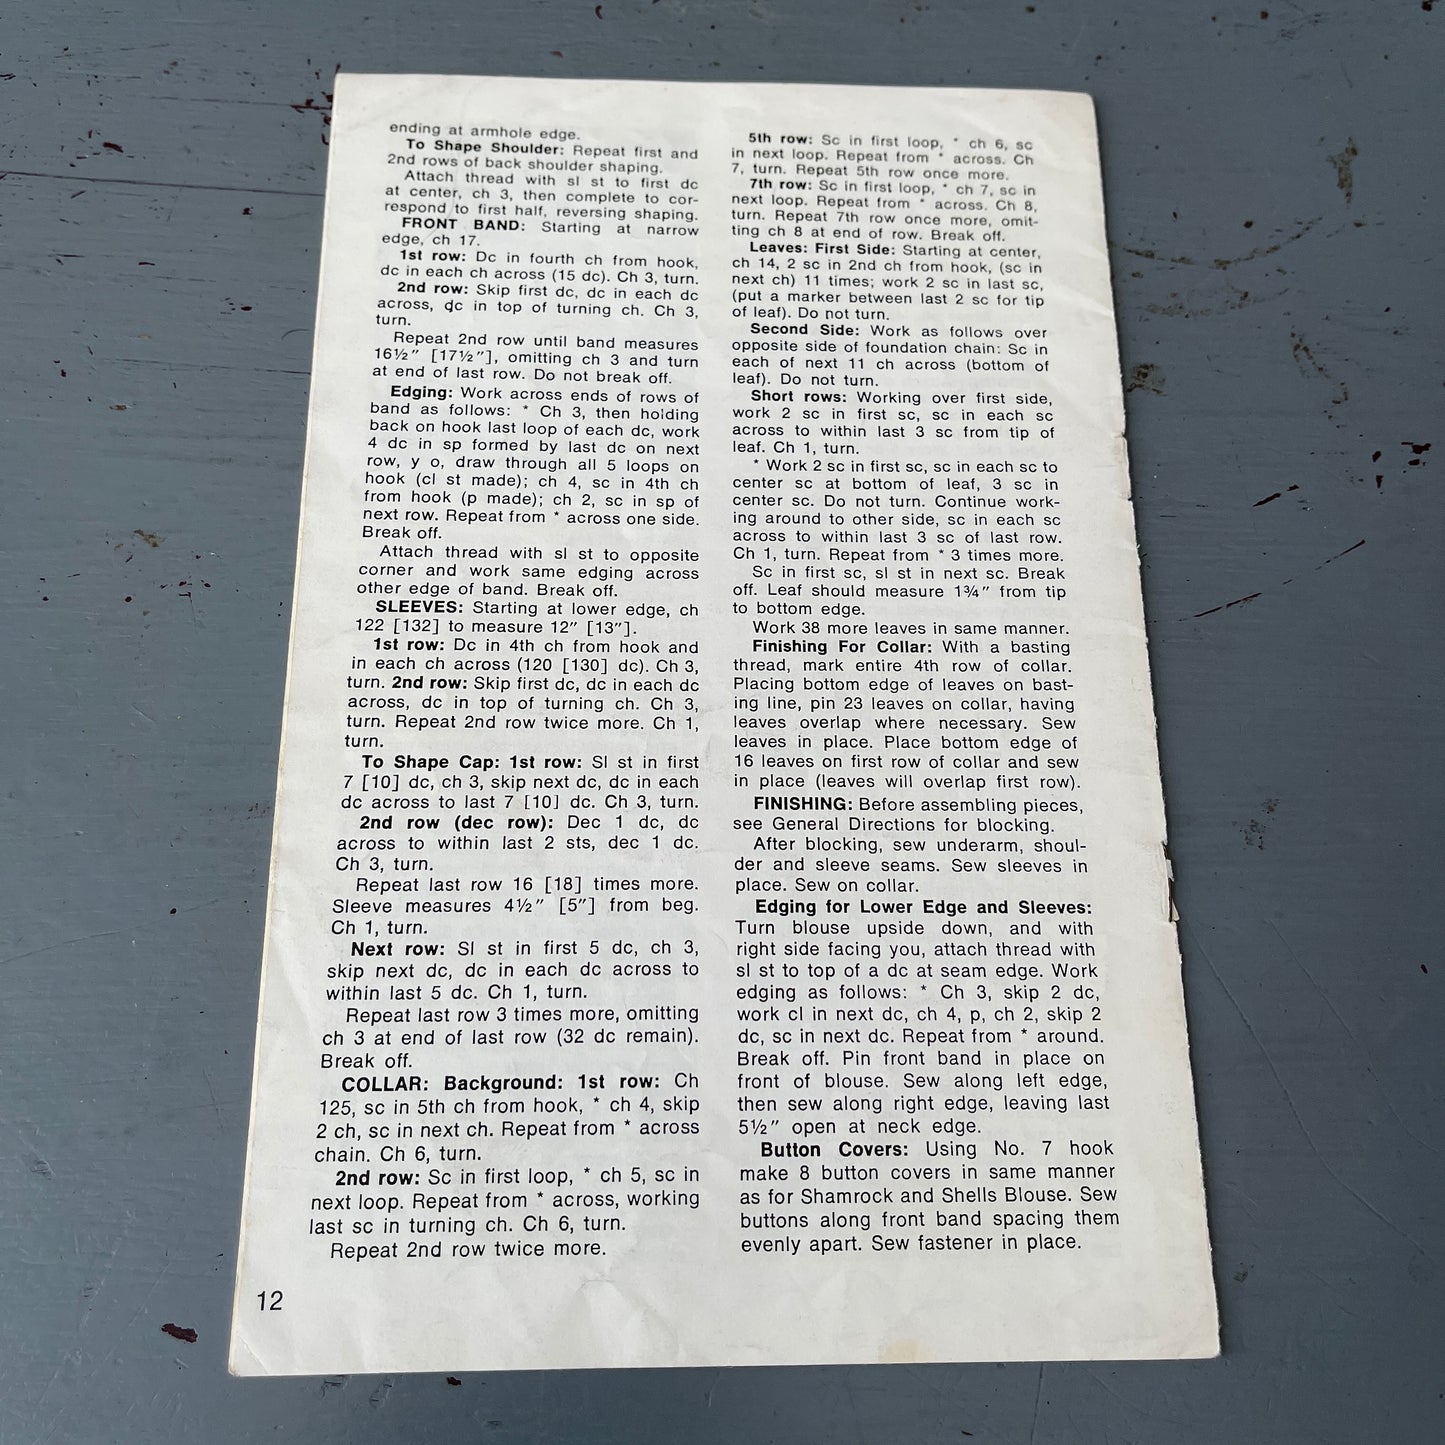 ending at armhole edge.
To Shape Shoulder: Repeat first and
2nd rows of back shoulder shaping.
Attach thread with sl st to first dc
at center, ch 3, then complete to cor-
respond to first half, reversing shaping.
FRONT BAND: Starting at narrow
edge, ch 17.
1st row: Dc in fourth ch from hook,
dc in each ch across (15 dc). Ch 3, turn.
2nd row: Skip first dc, dc in each dc
across, dc in top of turning ch. Ch 3,
turn.
Repeat 2nd row until band measures
16½" [17½"], omitting ch 3 and turn
at end of last row. Do not break off.
Edging: Work across ends of rows of
band as follows: * Ch 3, then holding
back on hook last loop of each dc, work
4 dc in sp formed by last dc on next
row, y o, draw through all 5 loops on
hook (cl st made); ch 4, sc in 4th ch
from hook (p made); ch 2, sc in sp of
next row. Repeat from * across one side.
Break off.
Attach thread with sl st to opposite
corner and work same edging across
other edge of band. Break off.
SLEEVES: Starting at lower edge, ch
122 [132] to measure 12" [13"].
1st row: Dc in 4th ch from hook and
in each ch across (120 [130] dc). Ch 3,
turn. 2nd row: Skip first dc, dc in each dc
across, dc in top of turning ch. Ch 3,
turn. Repeat 2nd row twice more. Ch 1,
turn.
To Shape Cap: 1st row: Sl st in first
7 [10] dc, ch 3, skip next dc, dc in each
dc across to last 7 [10] dc. Ch 3, turn.
2nd row (dec row): Dec 1 dc, dc
across to within last 2 sts, dec 1 dc.
Ch 3, turn.
Repeat last row 16 [18] times more.
Sleeve measures 4½" [5"] from beg.
Ch 1, turn.
Next row: Sl st in first 5 dc, ch 3,
skip next dc, dc in each dc across to
within last 5 dc. Ch 1, turn.
Repeat last row 3 times more, omitting
ch 3 at end of last row (32 dc remain).
Break off.
COLLAR: Background: 1st row: Ch
125, sc in 5th ch from hook, * ch 4, skip
2 ch, sc in next ch. Repeat from * across
chain. Ch 6, turn.
2nd row: Sc in first loop, * ch 5, sc in
next loop. Repeat from * across, working
last sc in turning ch. Ch 6, turn.
Repeat 2nd row twice more.
12
5th row: Sc in first loop, * ch 6, sc
in next loop. Repeat from * across. Ch
7, turn. Repeat 5th row once more.
7th row: Sc in first loop, * ch 7, sc in
next loop. Repeat from * across. Ch 8,
turn. Repeat 7th row once more, omit-
ting ch 8 at end of row. Break off.
Leaves: First Side: Starting at center,
ch 14, 2 sc in 2nd ch from hook, (sc in
next ch) 11 times; work 2 sc in last sc,
(put a marker between last 2 sc for tip
of leaf). Do not turn.
Second Side: Work as follows over
opposite side of foundation chain: Sc in
each of next 11 ch across (bottom of
leaf). Do not turn.
Short rows: Working over first side,
work 2 sc in first sc, sc in each sc
across to within last 3 sc from tip of
leaf. Ch 1, turn.
* Work 2 sc in first sc, sc in each sc to
center sc at bottom of leaf, 3 sc in
center sc. Do not turn. Continue work-
ing around to other side, sc in each sc
across to within last 3 sc of last row.
Ch 1, turn. Repeat from * 3 times more.
Sc in first sc, sl st in next sc. Break
off. Leaf should measure 1¾" from tip
to bottom edge.
Work 38 more leaves in same manner.
Finishing For Collar: With a basting
thread, mark entire 4th row of collar.
Placing bottom edge of leaves on bast-
ing line, pin 23 leaves on collar, having
leaves overlap where necessary. Sew
leaves in place. Place bottom edge of
16 leaves on first row of collar and sew
in place (leaves will overlap first row).
FINISHING: Before assembling pieces,
see General Directions for blocking.
After blocking, sew underarm, shoul-
der and sleeve seams. Sew sleeves in
place. Sew on collar.
Edging for Lower Edge and Sleeves:
Turn blouse upside down, and with
right side facing you, attach thread with
sl st to top of a dc at seam edge. Work
edging as follows: * Ch 3, skip 2 dc,
work cl in next dc, ch 4, p, ch 2, skip 2
dc, sc in next dc. Repeat from * around.
Break off. Pin front band in place on
front of blouse. Sew along left edge,
then sew along right edge, leaving last
5½" open at neck edge.
Button Covers: Using No. 7 hook
make 8 button covers in same manner
as for Shamrock and Shells Blouse. Sew
buttons along front band spacing them
evenly apart. Sew fastener in place.